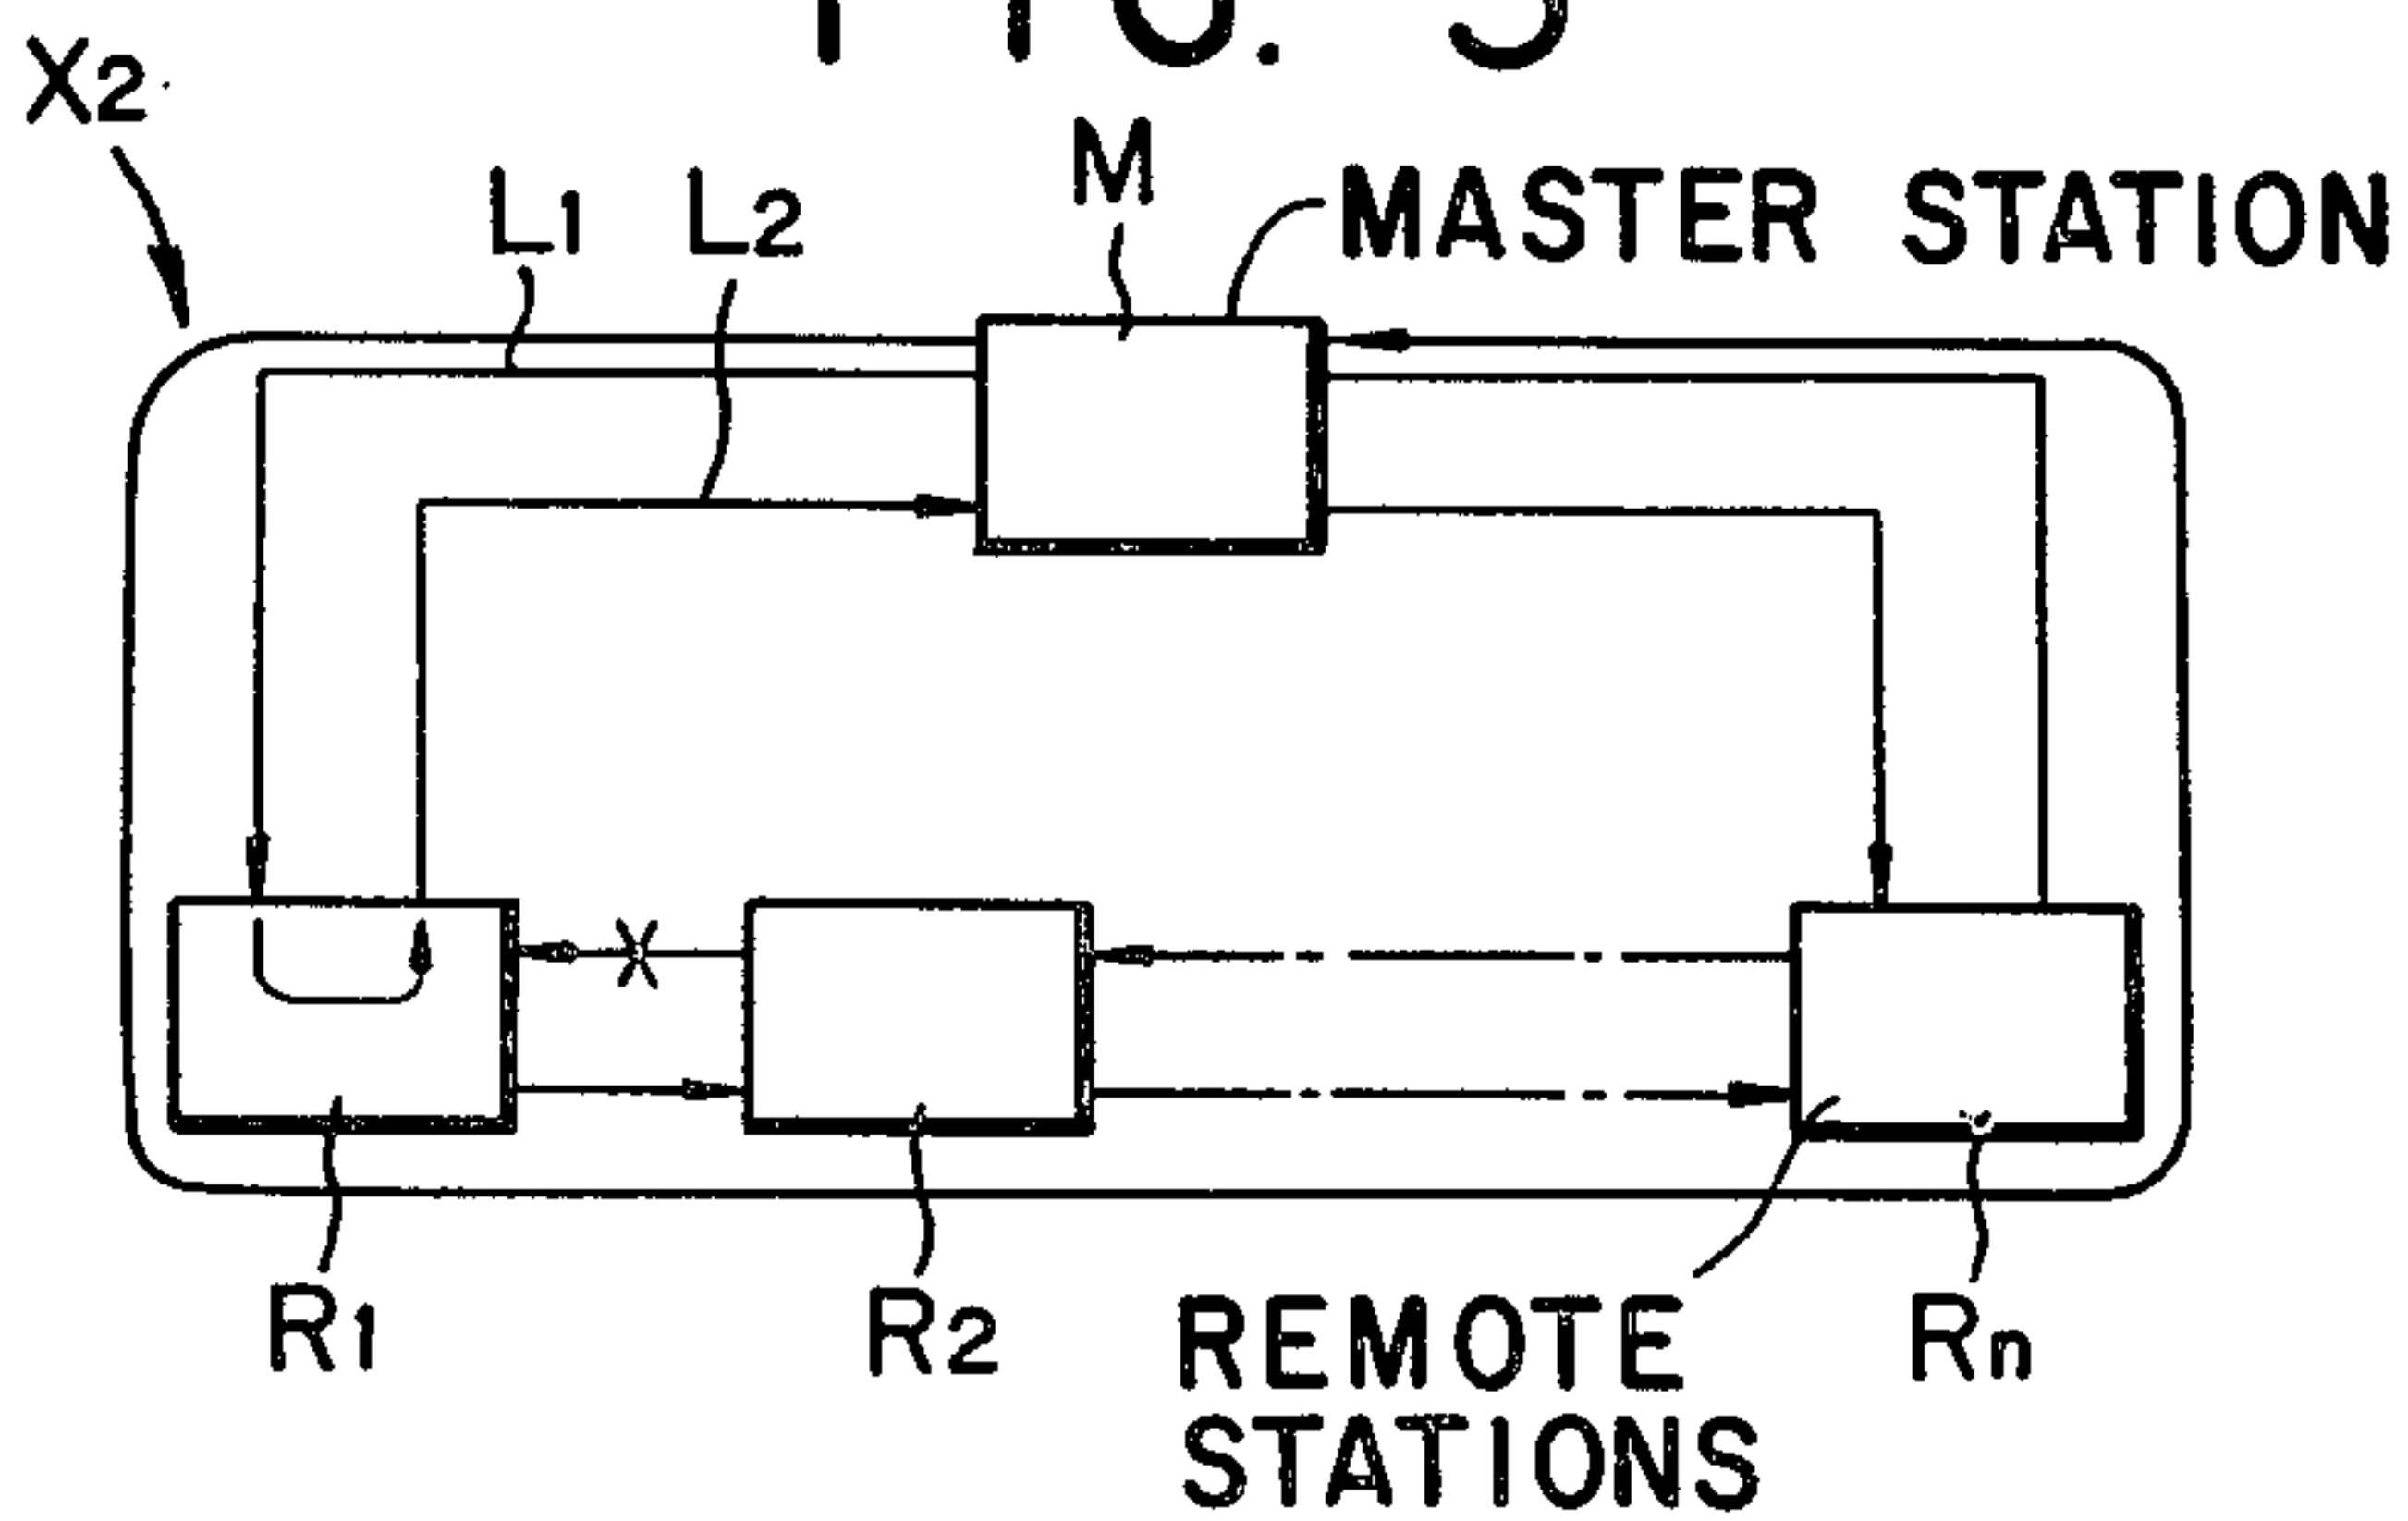 X2
L1
L2
M
MASTER STATION
X
R1
R2
REMOTE
STATIONS
Rn